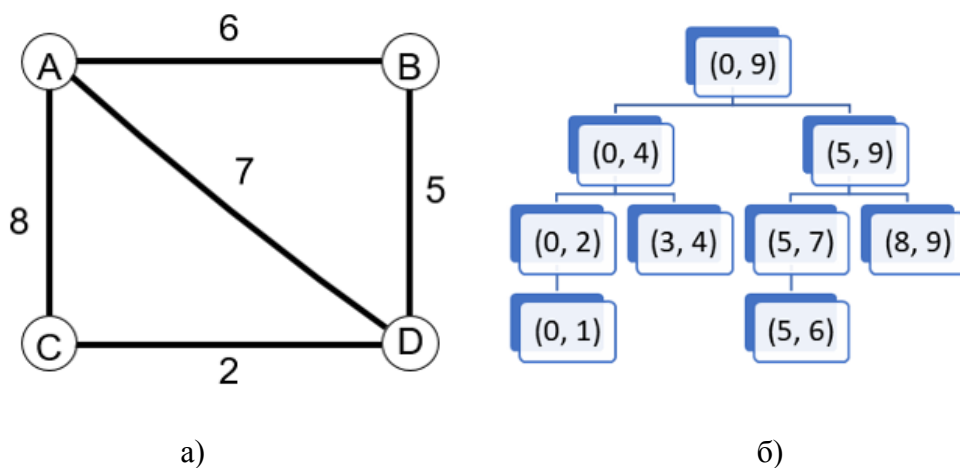 6
A
B
7
8
5
C
D
2
а)
(0, 9)
(0, 4) (5, 9)
(0, 2) (3, 4) (5, 7) (8, 9)
(0, 1) (5, 6)
б)